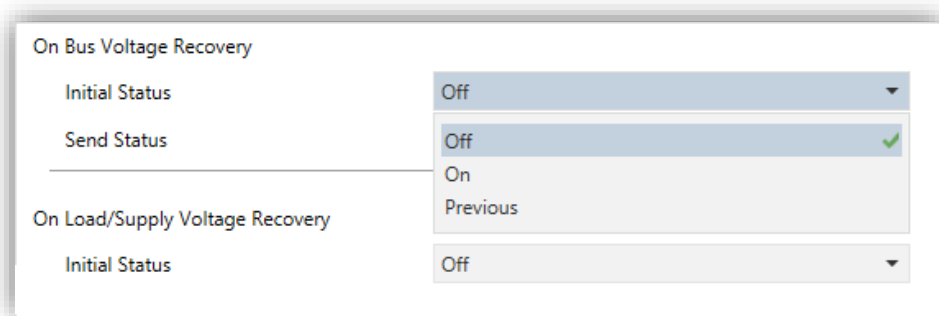 On Bus Voltage Recovery
Initial Status Off
Send Status Off
On
Previous
On Load/Supply Voltage Recovery
Initial Status Off